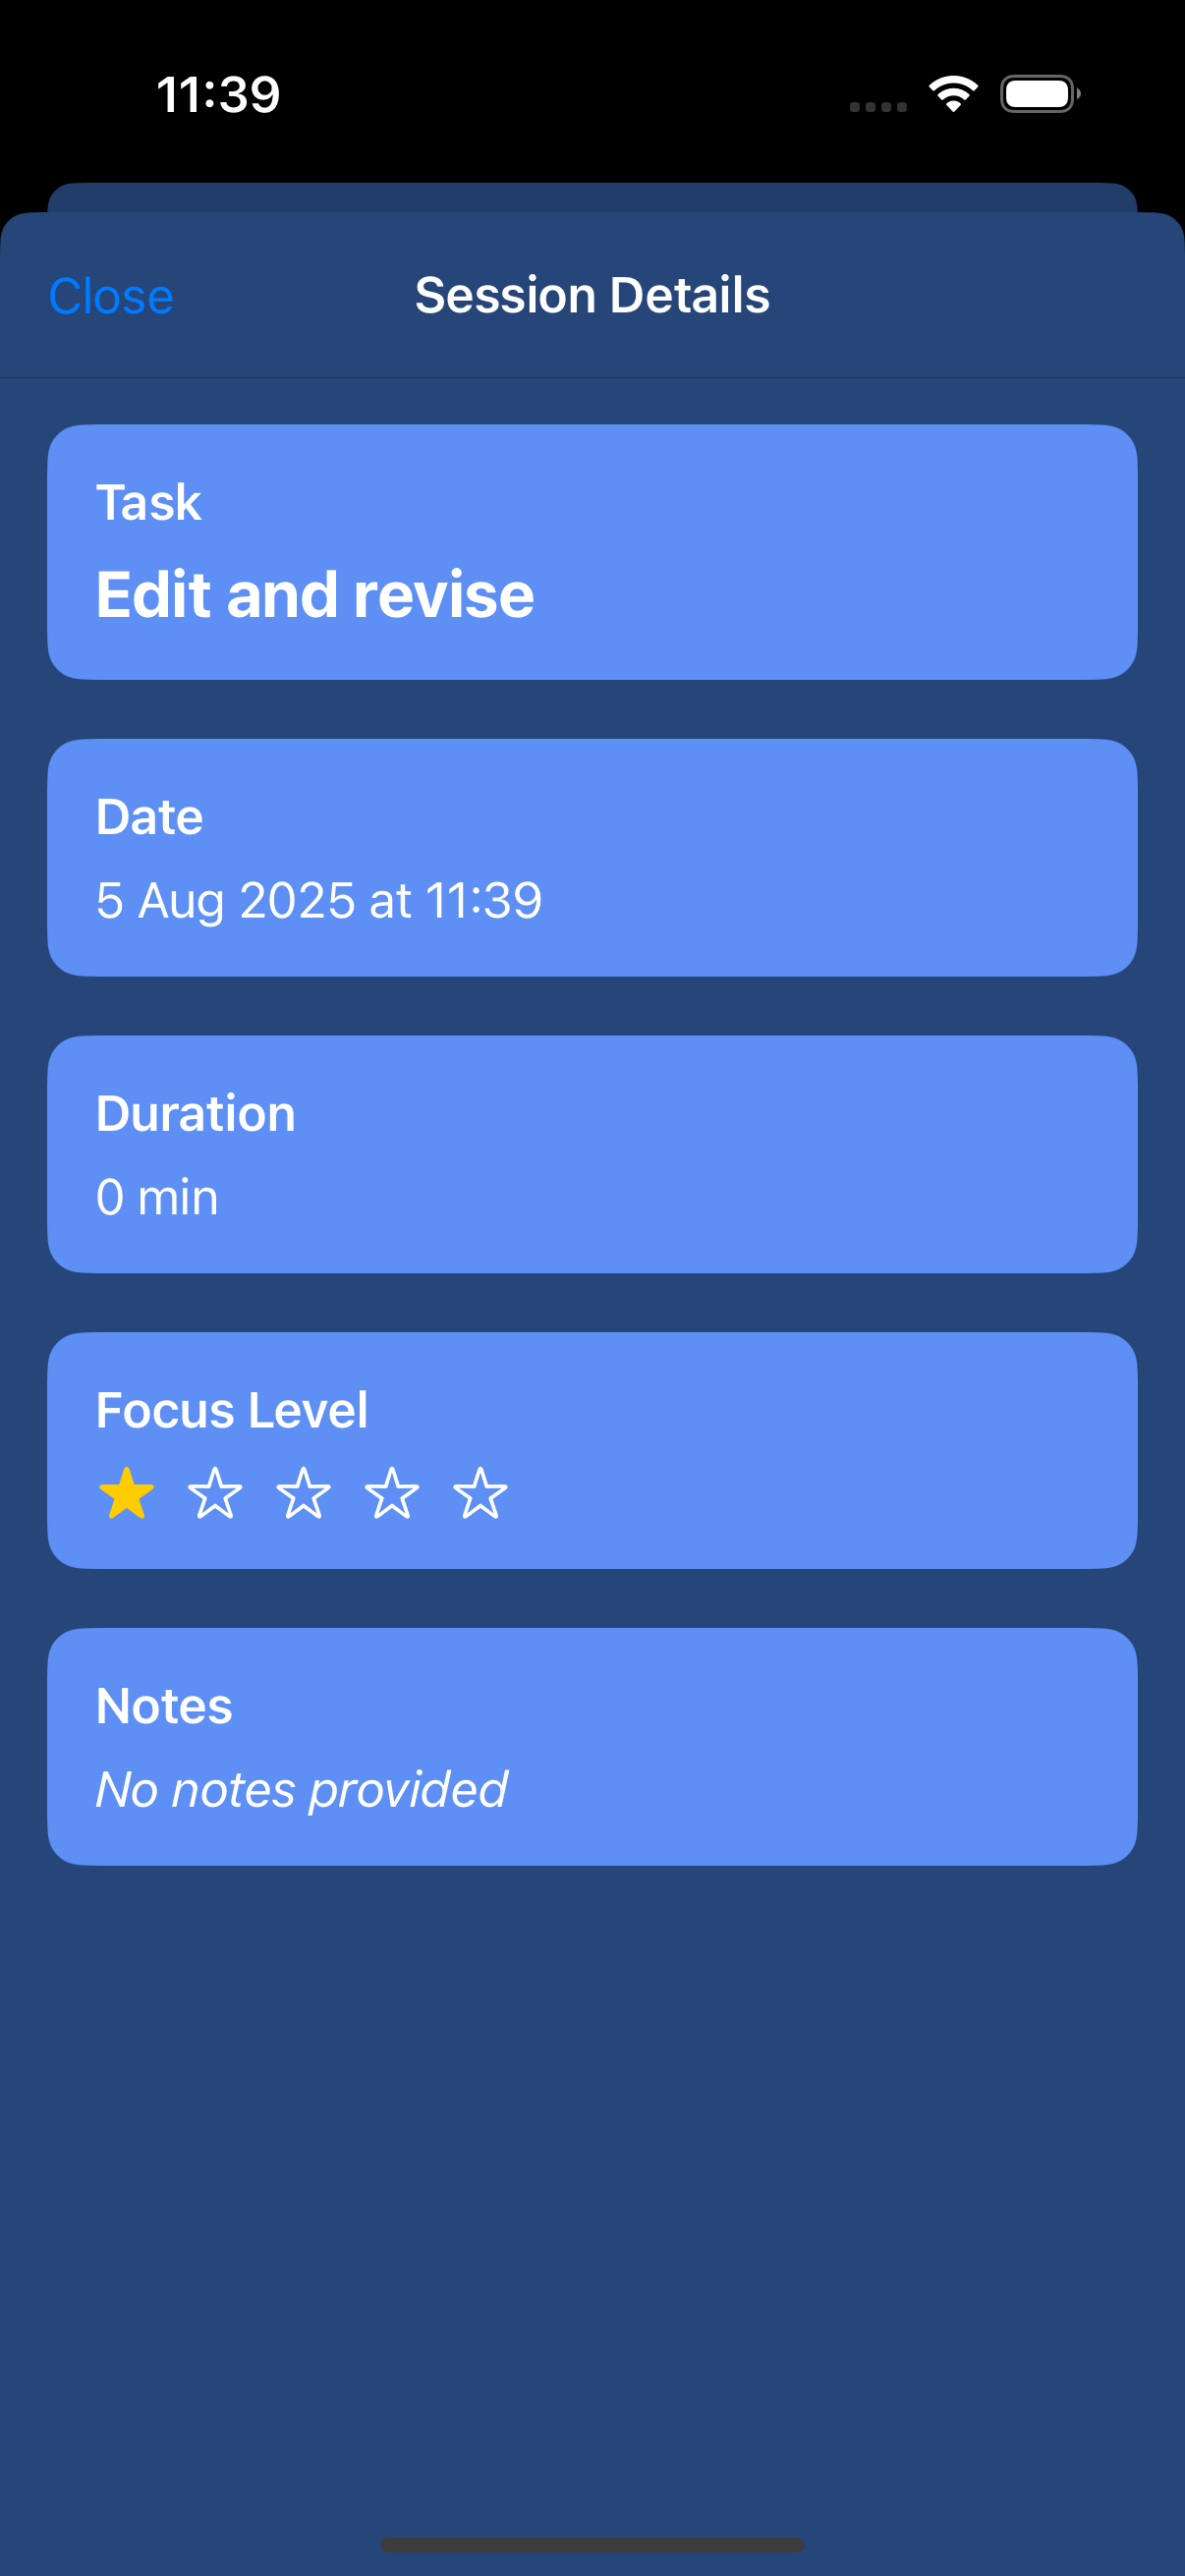 11:39
Close
Session Details
Task
Edit and revise
Date
5 Aug 2025 at 11:39
Duration
0 min
Focus Level
Notes
No notes provided